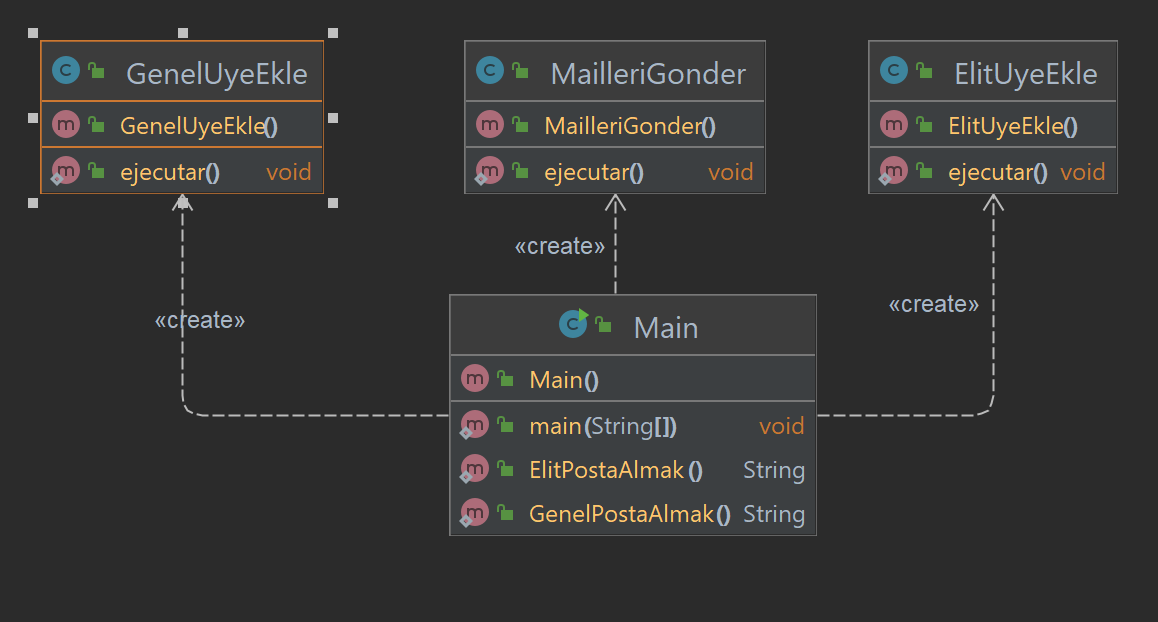 GenelUyeEkle
GenelUyeEkle()
ejecutar() void
MailleriGonder
MailleriGonder()
ejecutar() void
ElitUyeEkle
ElitUyeEkle()
ejecutar() void
«create»
«create»
«create»
Main
Main()
main(String[]) void
ElitPostaAlmak() String
GenelPostaAlmak() String